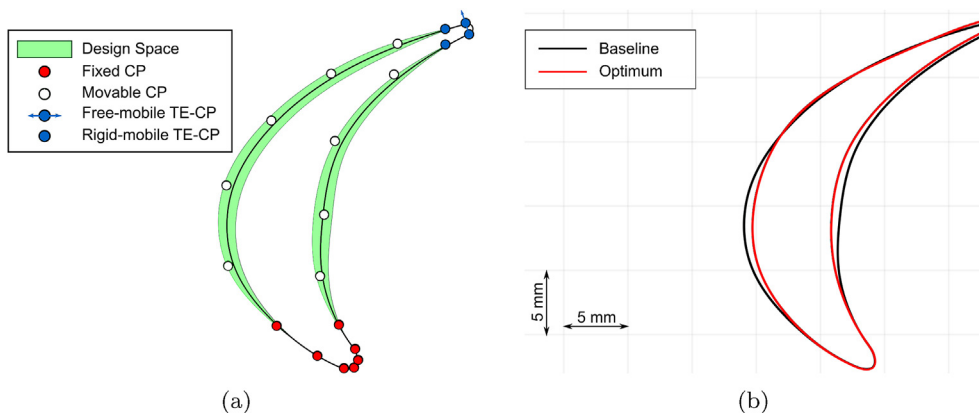 Design Space
Fixed CP
Movable CP
Free-mobile TE-CP
Rigid-mobile TE-CP
Baseline
Optimum
5 mm
5 mm
(a)
(b)